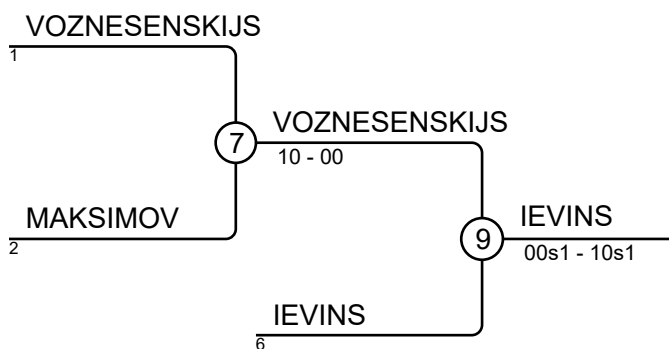 VOZNESENSKIJS
1
7
VOZNESENSKIJS
10 - 00
MAKSIMOV
2
9
IEVINS
00s1 - 10s1
IEVINS
6